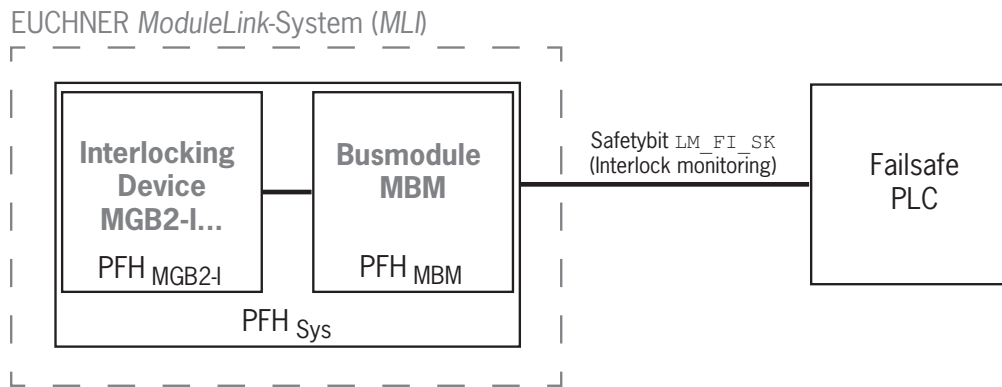 EUCHNER ModuleLink-System (MLI)
Interlocking
Device
MGB2-I...
PFH MGB2-I
Busmodule
MBM
PFH MBM
PFH Sys
Safetybit LM_FI_SK
(Interlock monitoring)
Failsafe
PLC